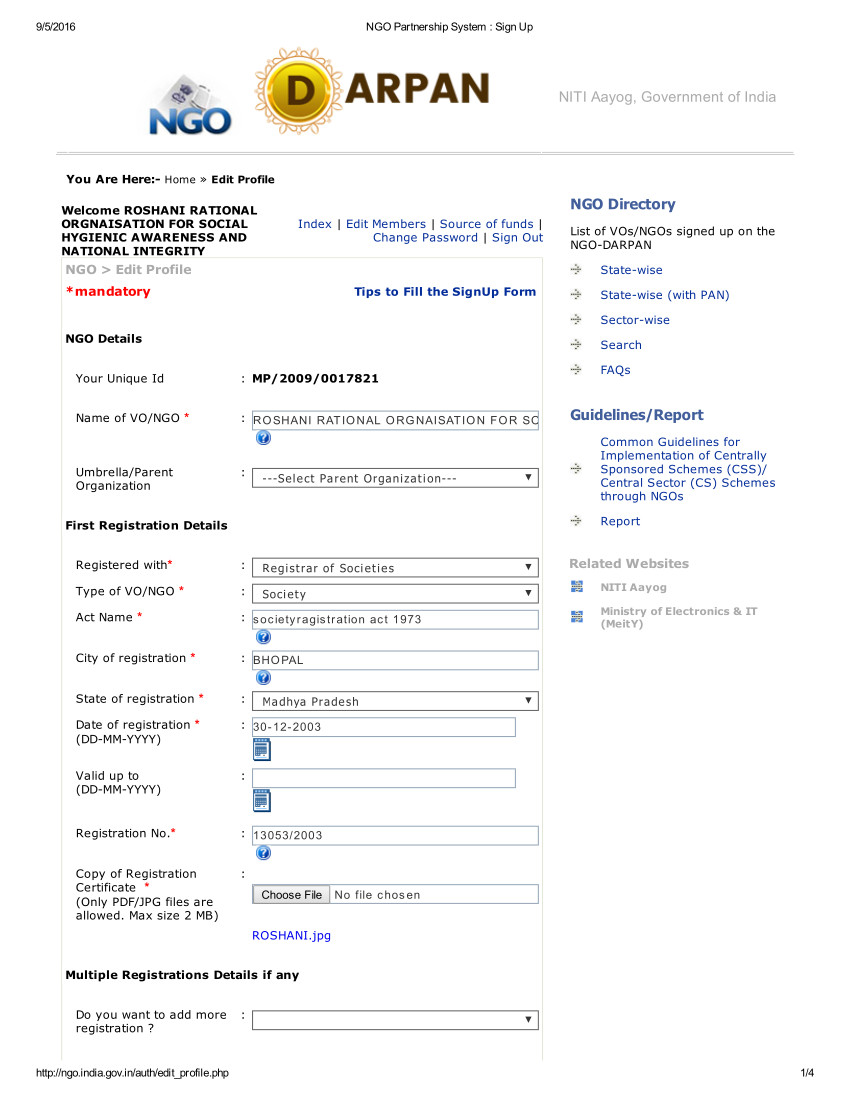 9/5/2016
NGO Partnership System : Sign Up
NGO
DARPAN
NITI Aayog, Government of India
You Are Here:- Home » Edit Profile
Welcome ROSHANI RATIONAL
ORGNAISATION FOR SOCIAL
HYGIENIC AWARENESS AND
NATIONAL INTEGRITY
Index | Edit Members | Source of funds |
Change Password | Sign Out
NGO > Edit Profile
*mandatory
Tips to Fill the SignUp Form
NGO Details
Your Unique Id : MP/2009/0017821
Name of VO/NGO * : ROSHANI RATIONAL ORGNAISATION FOR SO
Umbrella/Parent
Organization
: ---Select Parent Organization---
First Registration Details
Registered with* : Registrar of Societies
Type of VO/NGO * : Society
Act Name * : societyragistration act 1973
City of registration * : BHOPAL
State of registration * : Madhya Pradesh
Date of registration *
(DD-MM-YYYY)
: 30-12-2003
Valid up to
(DD-MM-YYYY)
:
Registration No.* : 13053/2003
Copy of Registration
Certificate *
(Only PDF/JPG files are
allowed. Max size 2 MB)
:
Choose File No file chosen
ROSHANI.jpg
Multiple Registrations Details if any
Do you want to add more
registration ?
:
NGO Directory
List of VOs/NGOs signed up on the
NGO-DARPAN
State-wise
State-wise (with PAN)
Sector-wise
Search
FAQs
Guidelines/Report
Common Guidelines for
Implementation of Centrally
Sponsored Schemes (CSS)/
Central Sector (CS) Schemes
through NGOs
Report
Related Websites
NITI Aayog
Ministry of Electronics & IT
(MeitY)
http://ngo.india.gov.in/auth/edit_profile.php
1/4